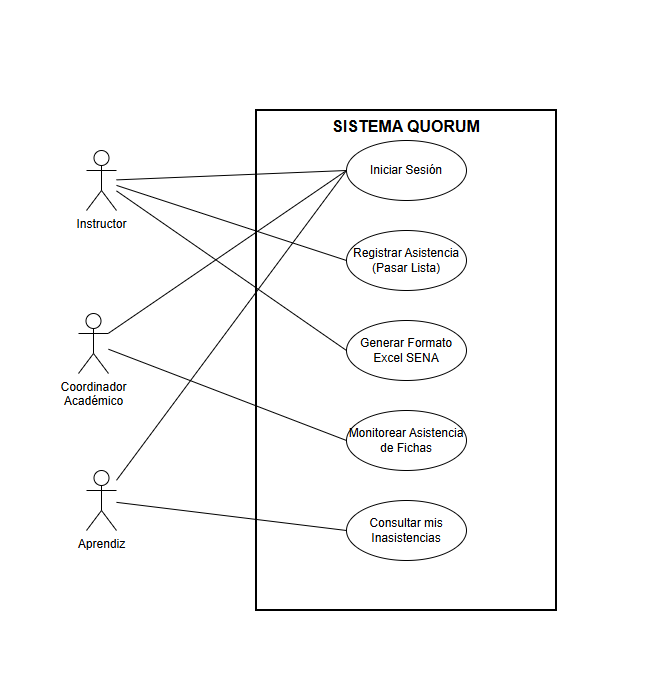 SISTEMA QUORUM
Iniciar Sesión
Instructor
Registrar Asistencia
(Pasar Lista)
Generar Formato
Excel SENA
Coordinador
Académico
Monitorear Asistencia
de Fichas
Consultar mis
Inasistencias
Aprendiz